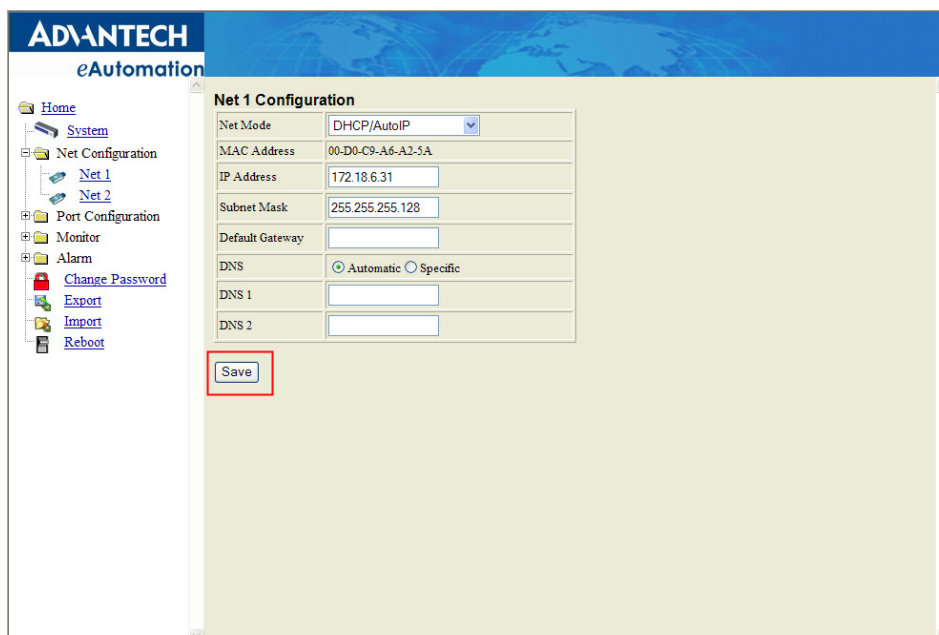 ADVANTECH
eAutomation
Home
System
Net Configuration
Net 1
Net 2
Port Configuration
Monitor
Alarm
Change Password
Export
Import
Reboot
Net 1 Configuration
Net Mode DHCP/AutoIP
MAC Address 00-D0-C9-A6-A2-5A
IP Address 172.18.6.31
Subnet Mask 255.255.255.128
Default Gateway
DNS Automatic Specific
DNS 1
DNS 2
Save